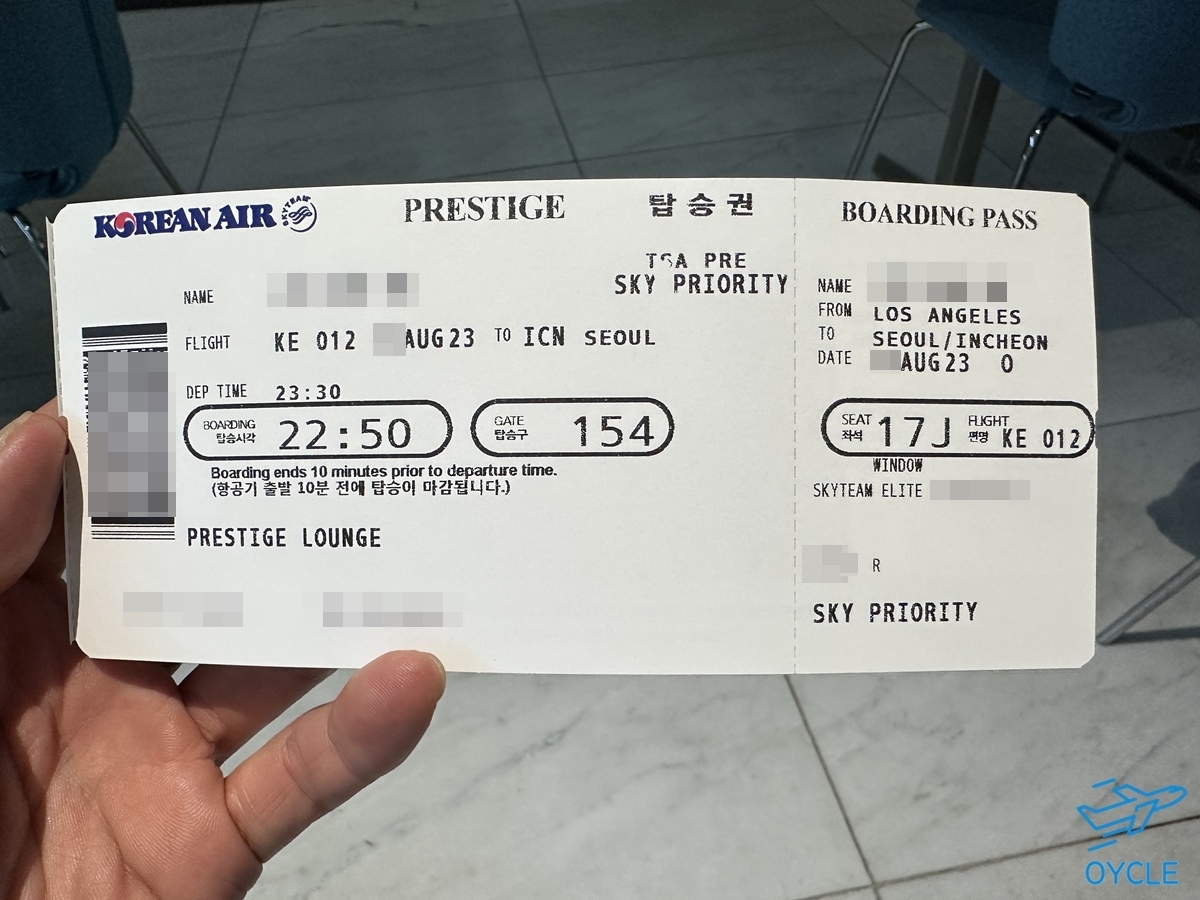 KOREAN AIR SKYTEAM PRESTIGE 탑승권
TSA PRE
SKY PRIORITY
NAME
FLIGHT KE 012 AUG 23 TO ICN SEOUL
DEP TIME 23:30
BOARDING 탑승시각 22:50 GATE 탑승구 154
Boarding ends 10 minutes prior to departure time.
(항공기 출발 10분 전에 탑승이 마감됩니다.)
PRESTIGE LOUNGE
BOARDING PASS
NAME
FROM LOS ANGELES
TO SEOUL/INCHEON
DATE AUG 23 0
SEAT 좌석 17J FLIGHT 편명 KE 012
WINDOW
SKYTEAM ELITE
R
SKY PRIORITY
OYCLE